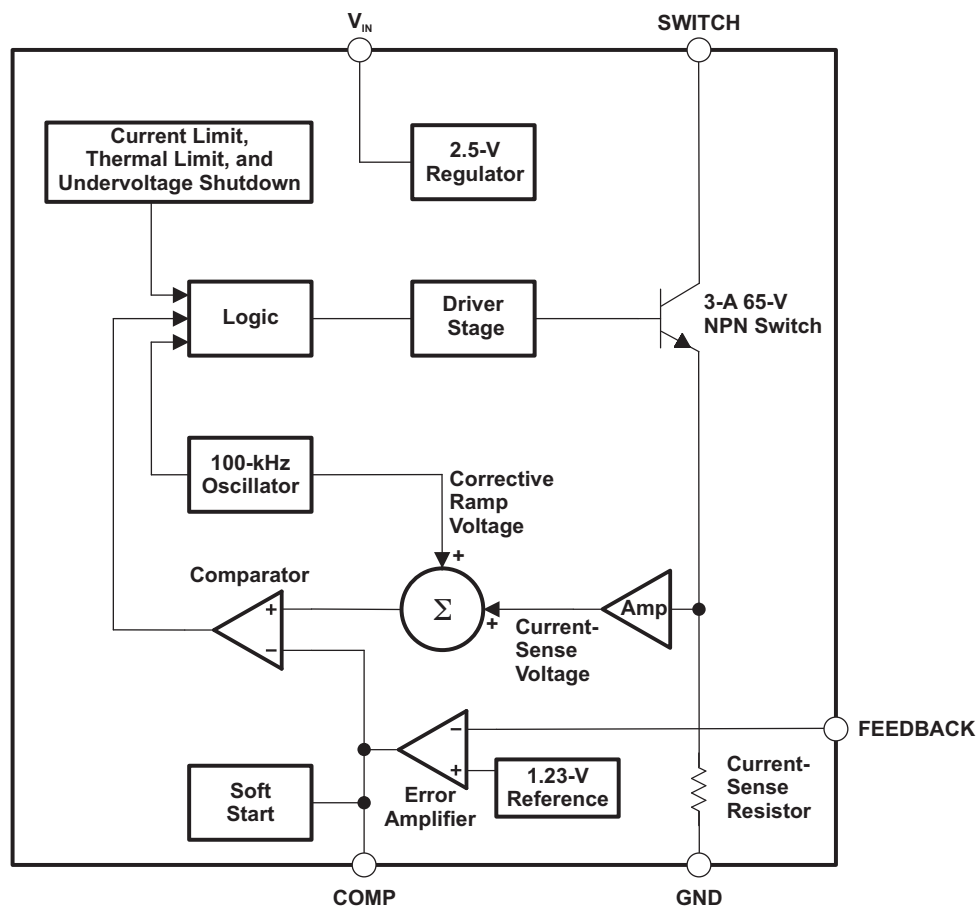 V_IN
SWITCH
Current Limit,
Thermal Limit, and
Undervoltage Shutdown
2.5-V
Regulator
Logic
Driver
Stage
3-A 65-V
NPN Switch
100-kHz
Oscillator
Corrective
Ramp
Voltage
+
Comparator
+
−
Σ
+
Amp
Current-
Sense
Voltage
−
+
FEEDBACK
Soft
Start
Error
Amplifier
1.23-V
Reference
Current-
Sense
Resistor
COMP
GND